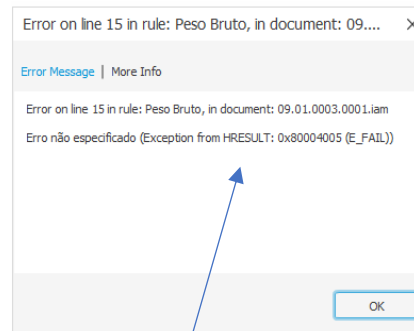 Error on line 15 in rule: Peso Bruto, in document: 09....
Error Message | More Info
Error on line 15 in rule: Peso Bruto, in document: 09.01.0003.0001.iam
Erro não especificado (Exception from HRESULT: 0x80004005 (E_FAIL))
OK